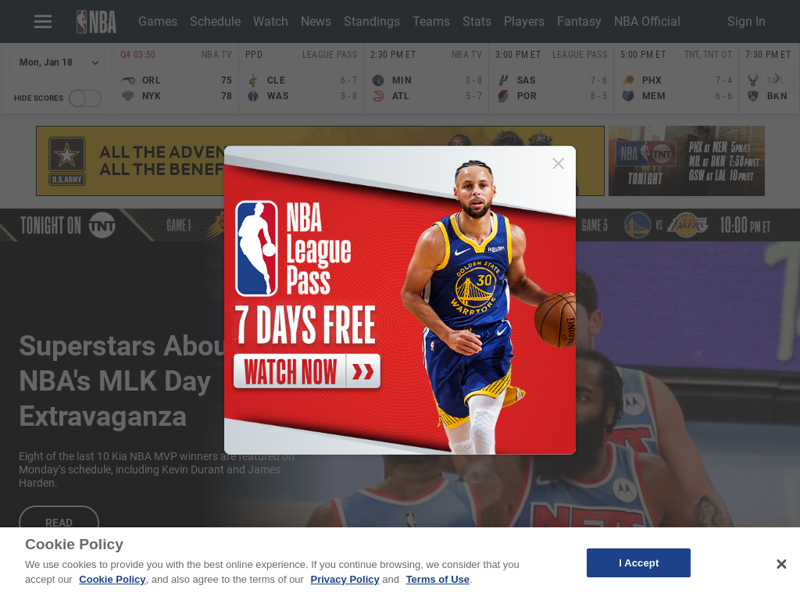 NBA
Games Schedule Watch News Standings Teams Stats Players Fantasy NBA Official Sign In
Mon, Jan 18
HIDE SCORES
Q4 03:50 NBA TV
ORL 75
NYK 78
PPD LEAGUE PASS
CLE 6 - 7
WAS 3 - 8
2:30 PM ET NBA TV
MIN 3 - 8
ATL 5 - 7
3:00 PM ET LEAGUE PASS
SAS 7 - 6
POR 8 - 5
5:00 PM ET TNT, TNT OT
PHX 7 - 4
MEM 6 - 6
7:30 PM ET
MIL
BKN
U.S.ARMY
ALL THE ADVEN
ALL THE BENEF
NBA ON TNT
TONIGHT
PHX AT MEM 5PM/ET
MIL AT BKN 7:30PM/ET
GSW AT LAL 10PM/ET
TONIGHT ON TNT
GAME 1
GAME 3
VS
10:00 PM ET
NBA
League
Pass
7 DAYS FREE
WATCH NOW
GOLDEN STATE
30
WARRIORS
Rakuten
SPALDING
Superstars Abou
NBA's MLK Day
Extravaganza
Eight of the last 10 Kia NBA MVP winners are featured on
Monday's schedule, including Kevin Durant and James
Harden.
READ
Cookie Policy
We use cookies to provide you with the best online experience. If you continue browsing, we consider that you
accept our Cookie Policy, and also agree to the terms of our Privacy Policy and Terms of Use.
I Accept